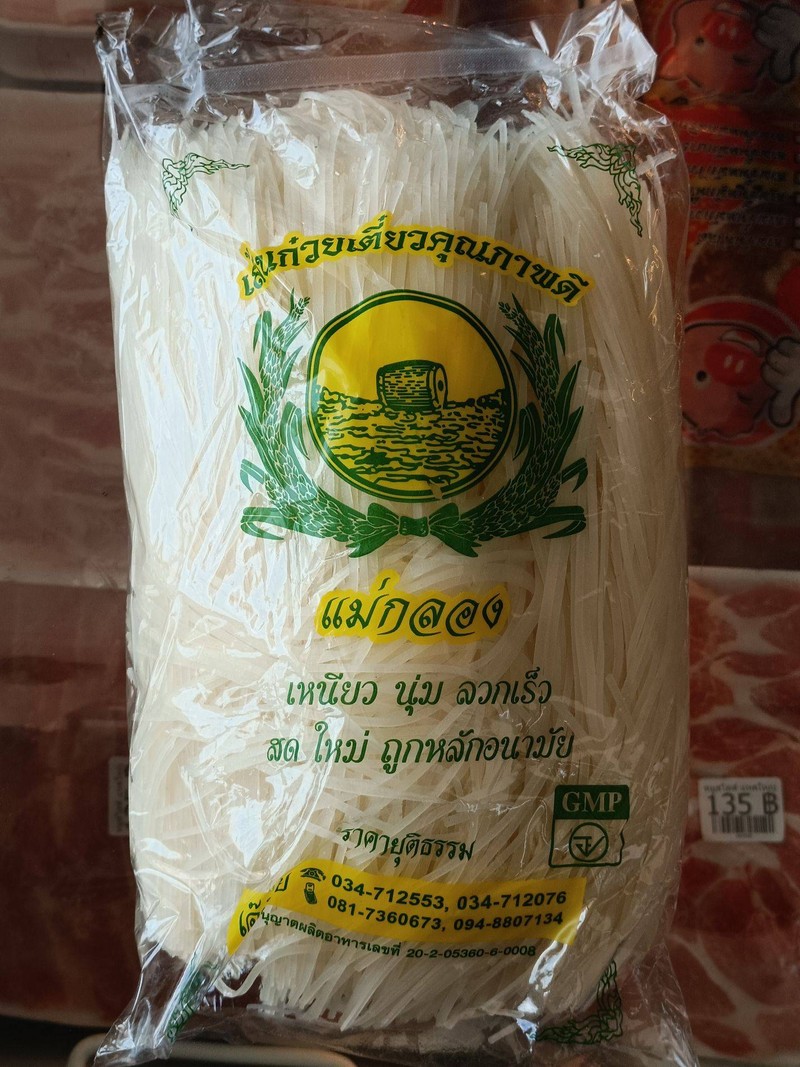 เส้นก๋วยเตี๋ยวคุณภาพดี
แม่กลอง
เหนียว นุ่ม ลวกเร็ว
สด ใหม่ ถูกหลักอนามัย
GMP
ราคายุติธรรม
034-712553, 034-712076
081-7360673, 094-8807134
นุญาตผลิตอาหารเลขที่ 20-2-05360-6-0008
135 ฿